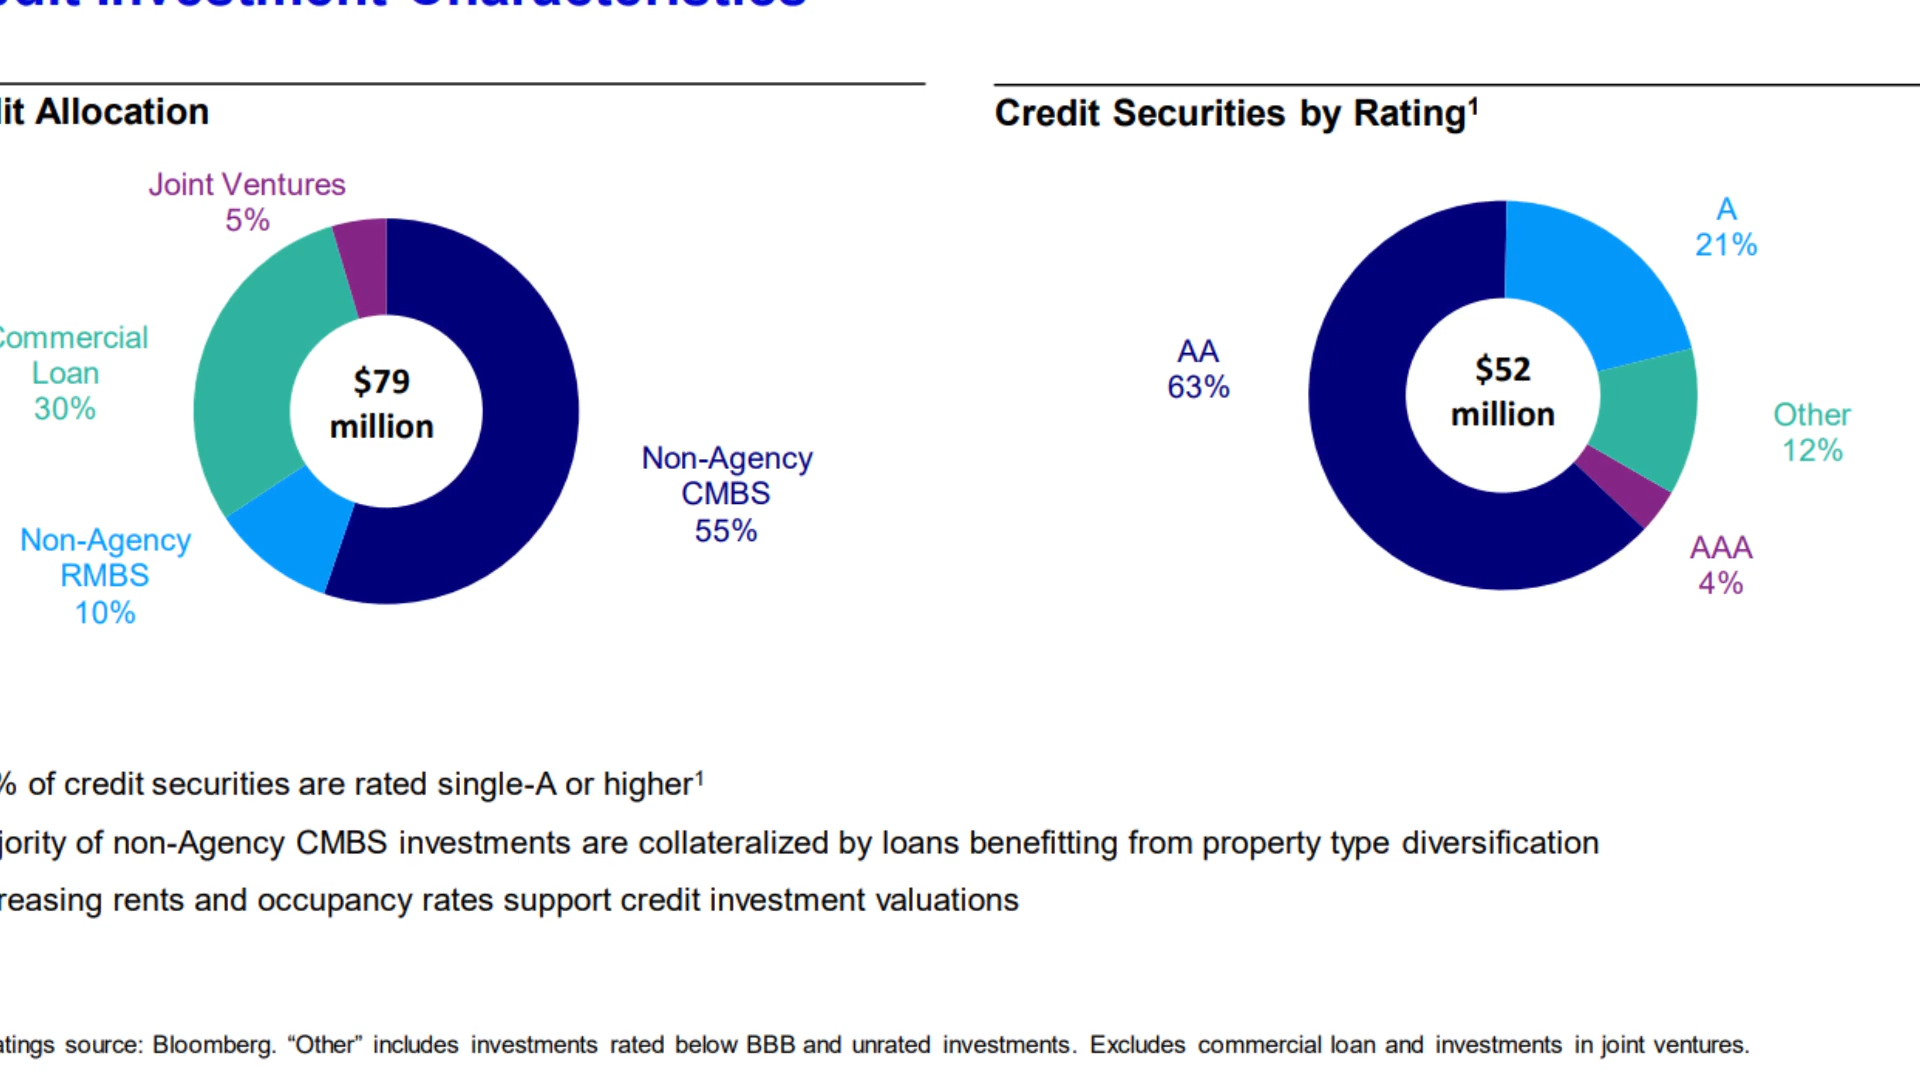 Investment Characteristics
Allocation
Joint Ventures
5%
Commercial
Loan
30%
$79
million
Non-Agency
CMBS
55%
Non-Agency
RMBS
10%
Credit Securities by Rating¹
A
21%
AA
63%
$52
million
Other
12%
AAA
4%
% of credit securities are rated single-A or higher¹
jority of non-Agency CMBS investments are collateralized by loans benefitting from property type diversification
reasing rents and occupancy rates support credit investment valuations
atings source: Bloomberg. “Other” includes investments rated below BBB and unrated investments. Excludes commercial loan and investments in joint ventures.